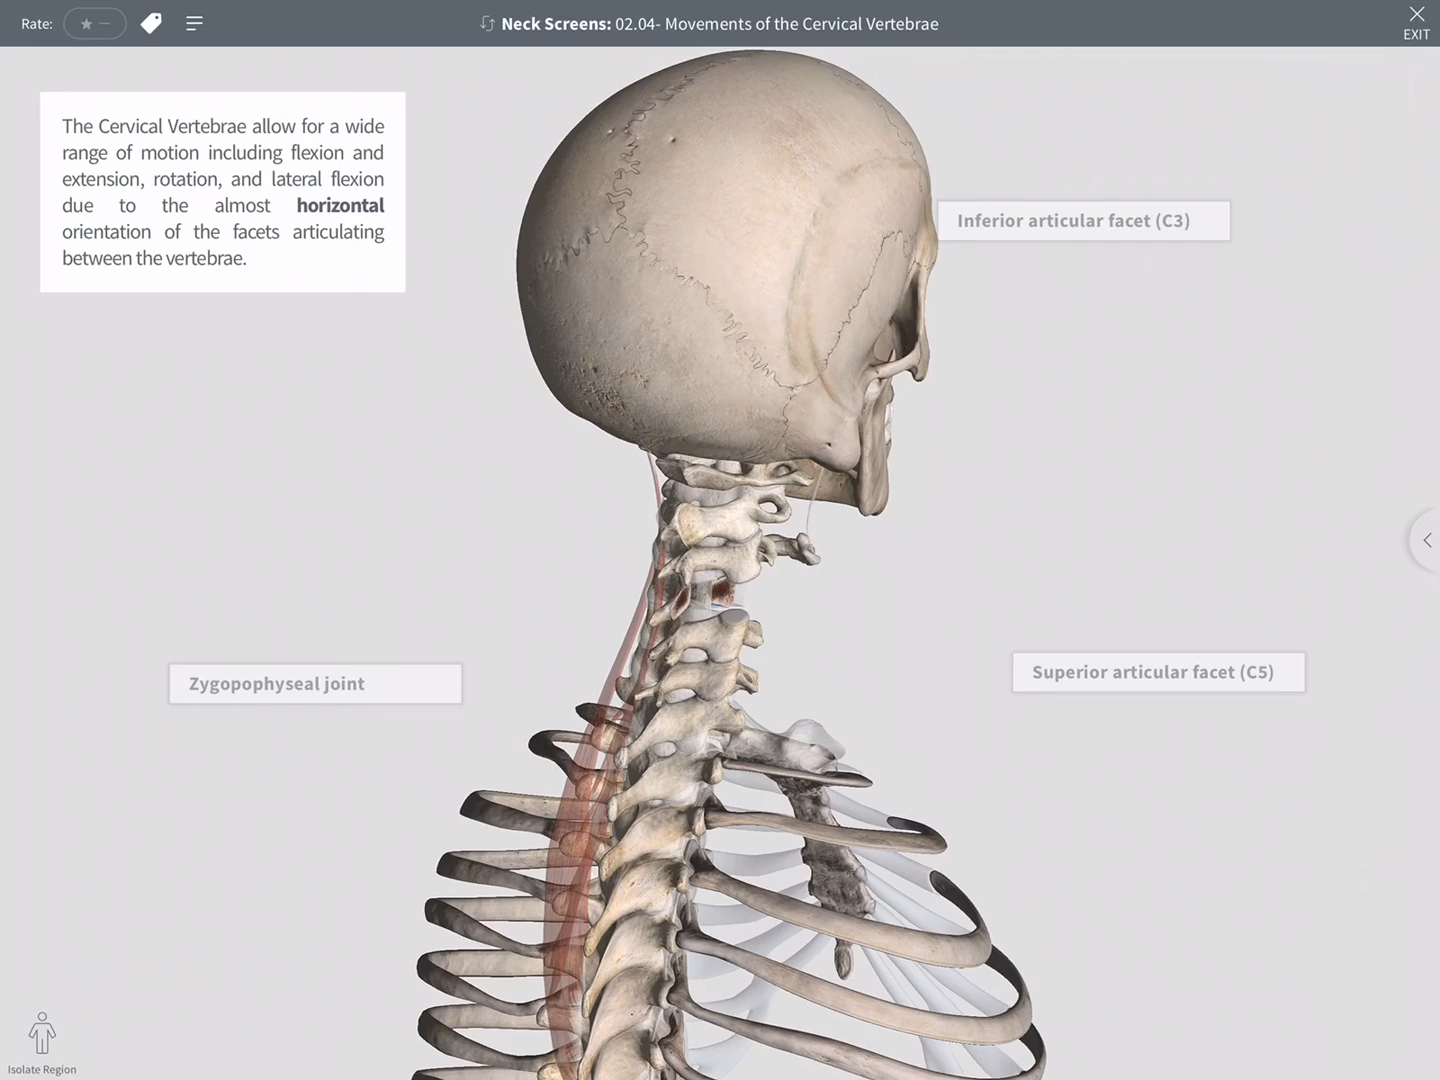 Rate:
Neck Screens: 02.04- Movements of the Cervical Vertebrae
EXIT
The Cervical Vertebrae allow for a wide
range of motion including flexion and
extension, rotation, and lateral flexion
due to the almost horizontal
orientation of the facets articulating
between the vertebrae.
Inferior articular facet (C3)
Superior articular facet (C5)
Zygopophyseal joint
Isolate Region